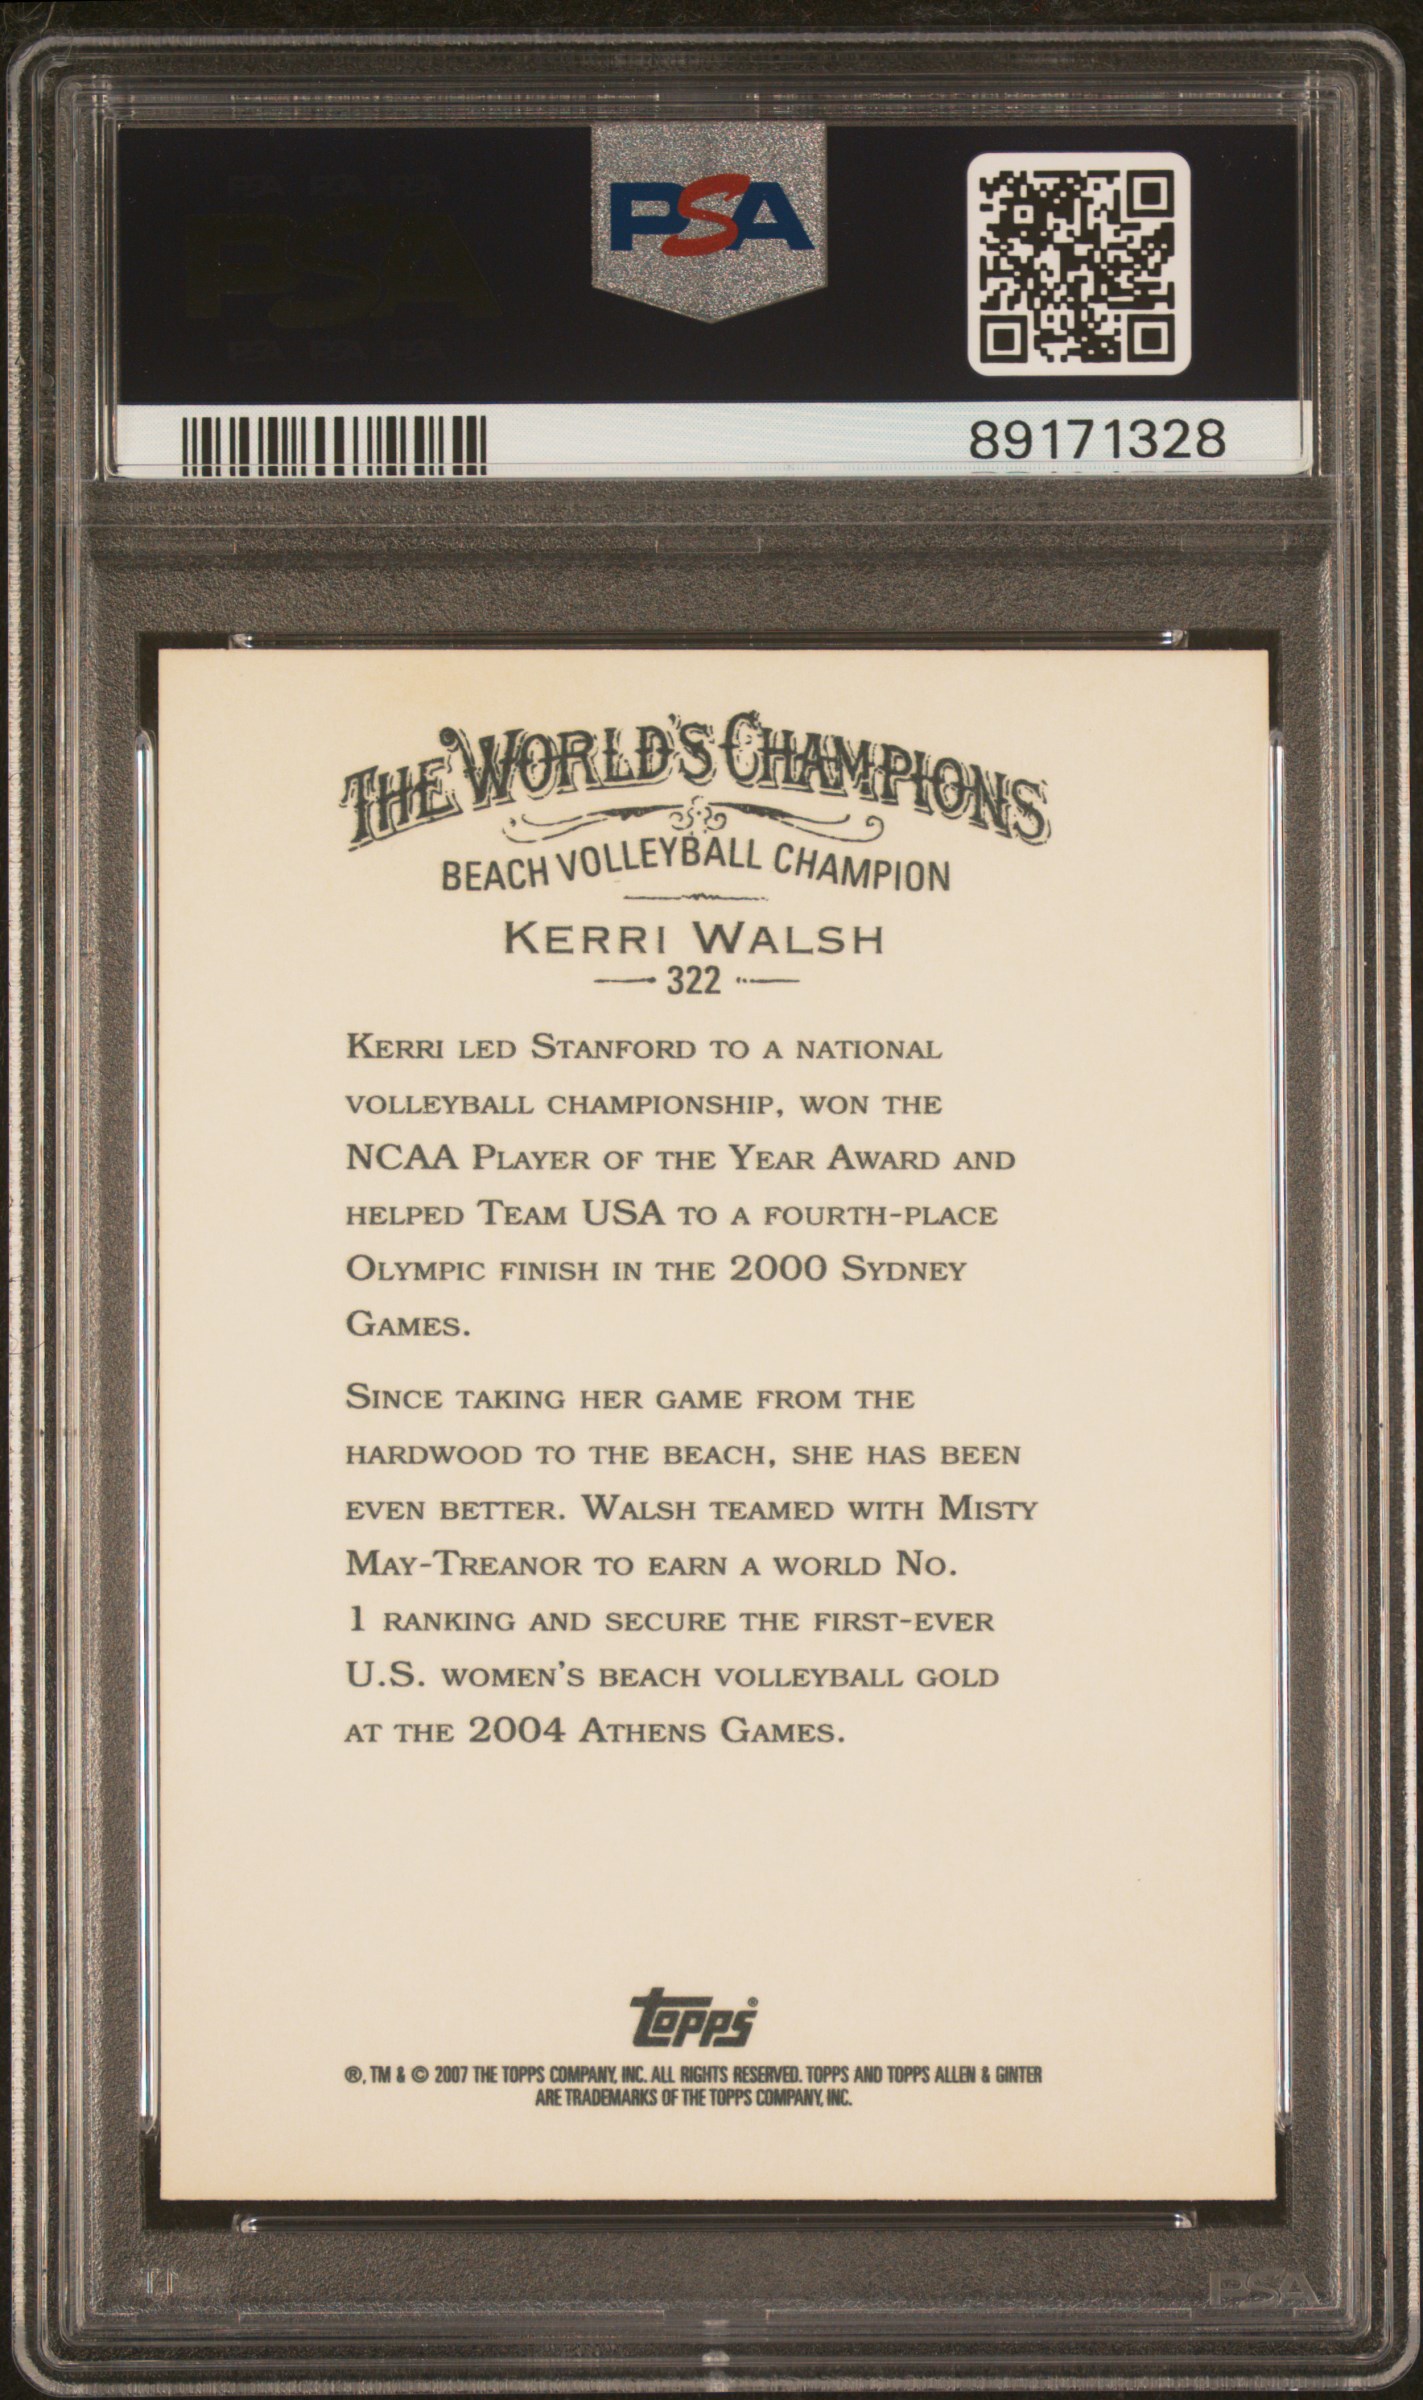 PSA
89171328
THE WORLD'S CHAMPIONS
BEACH VOLLEYBALL CHAMPION
KERRI WALSH
322
KERRI LED STANFORD TO A NATIONAL
VOLLEYBALL CHAMPIONSHIP, WON THE
NCAA PLAYER OF THE YEAR AWARD AND
HELPED TEAM USA TO A FOURTH-PLACE
OLYMPIC FINISH IN THE 2000 SYDNEY
GAMES.
SINCE TAKING HER GAME FROM THE
HARDWOOD TO THE BEACH, SHE HAS BEEN
EVEN BETTER. WALSH TEAMED WITH MISTY
MAY-TREANOR TO EARN A WORLD NO.
1 RANKING AND SECURE THE FIRST-EVER
U.S. WOMEN'S BEACH VOLLEYBALL GOLD
AT THE 2004 ATHENS GAMES.
topps®
®, TM & © 2007 THE TOPPS COMPANY, INC. ALL RIGHTS RESERVED. TOPPS AND TOPPS ALLEN & GINTER
ARE TRADEMARKS OF THE TOPPS COMPANY, INC.
PSA